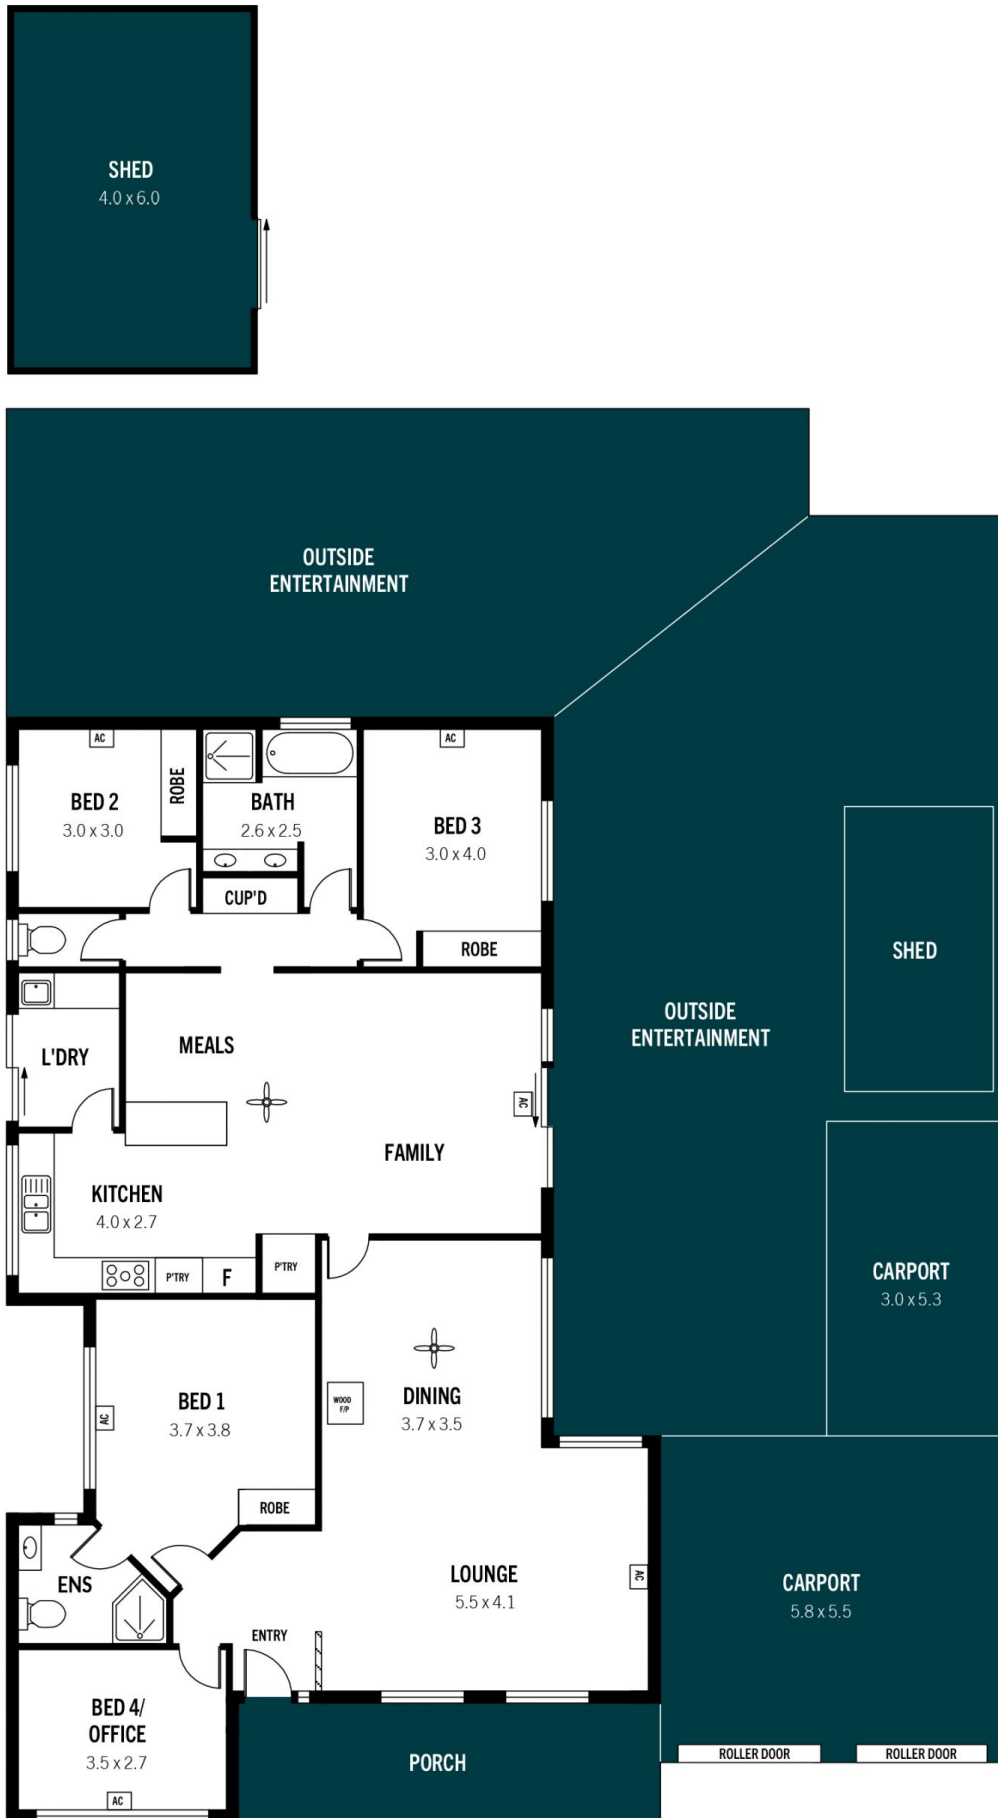 SHED
4.0 x 6.0
OUTSIDE
ENTERTAINMENT
AC
BED 2
3.0 x 3.0
ROBE
BATH
2.6 x 2.5
AC
BED 3
3.0 x 4.0
CUP'D
ROBE
SHED
OUTSIDE
ENTERTAINMENT
L'DRY
MEALS
AC
FAMILY
KITCHEN
4.0 x 2.7
P'TRY
F
P'TRY
CARPORT
3.0 x 5.3
AC
BED 1
3.7 x 3.8
WOOD
F/P
DINING
3.7 x 3.5
ROBE
ENS
LOUNGE
5.5 x 4.1
AC
CARPORT
5.8 x 5.5
ENTRY
BED 4/
OFFICE
3.5 x 2.7
AC
PORCH
ROLLER DOOR
ROLLER DOOR